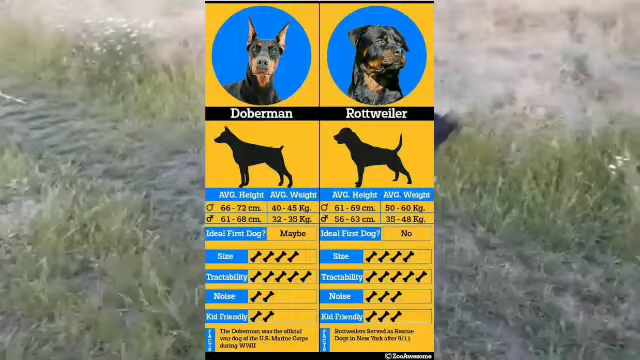 Doberman
Rottweiler
AVG. Height AVG. Weight
AVG. Height AVG. Weight
♂ 66 - 72 cm. 40 - 45 Kg.
♂ 61 - 69 cm. 50 - 60 Kg.
♂ 61 - 68 cm. 32 - 35 Kg.
♂ 56 - 63 cm. 35 - 48 Kg.
Ideal First Dog? Maybe
Ideal First Dog? No
Size
Size
Tractability
Tractability
Noise
Noise
Kid Friendly
Kid Friendly
FACTS
The Doberman was the official
war dog of the U.S. Marine Corps
during WWII
FACTS
Rottweilers Served as Rescue
Dogs in New York after 9/11
©ZooAwesome